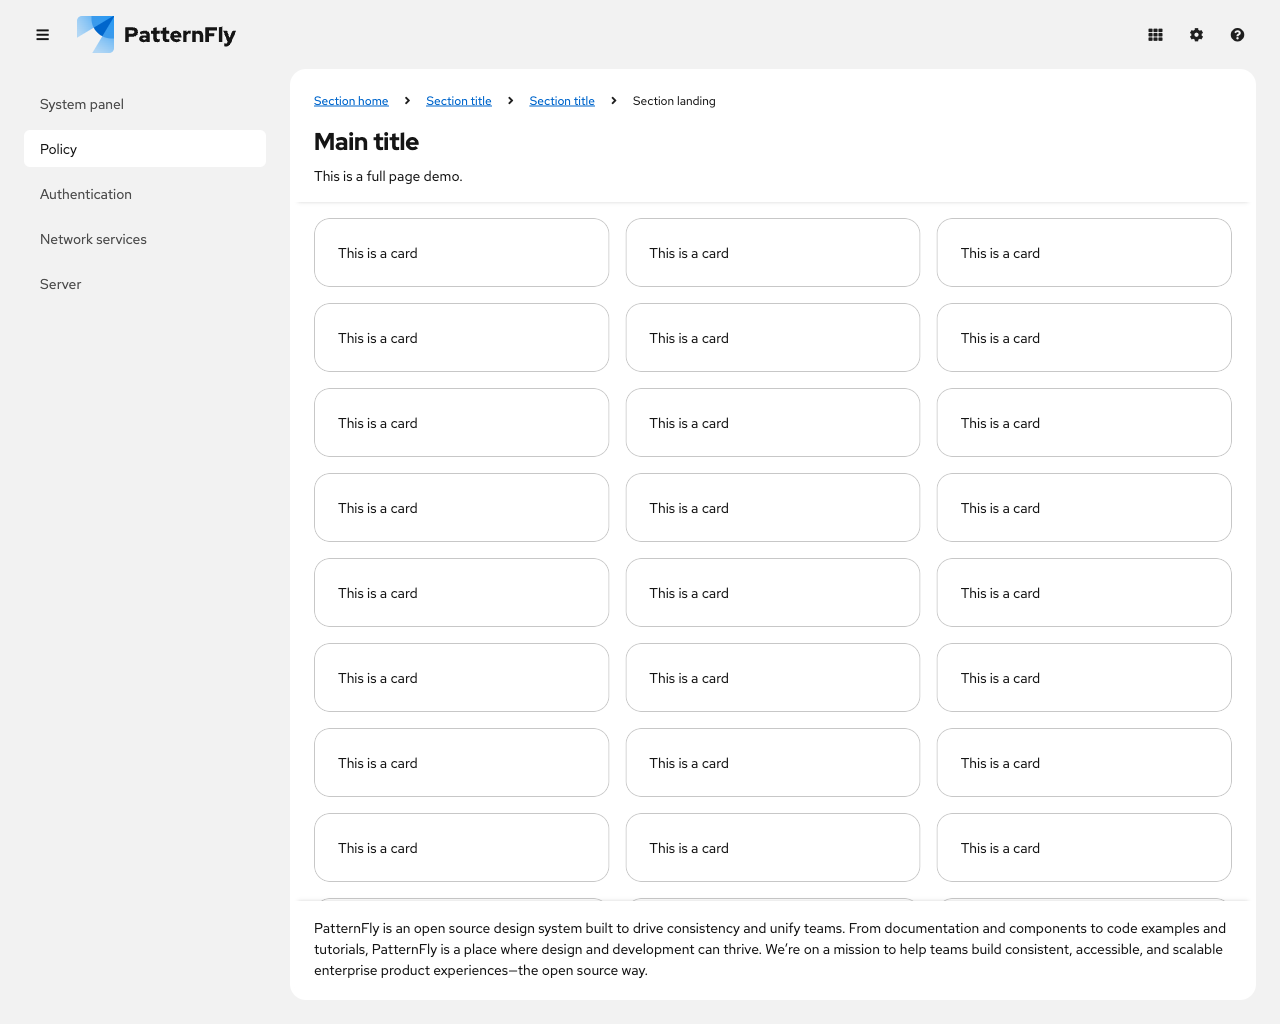 PatternFly
System panel
Policy
Authentication
Network services
Server
Section home Section title Section title Section landing
Main title
This is a full page demo.
This is a card This is a card This is a card
This is a card This is a card This is a card
This is a card This is a card This is a card
This is a card This is a card This is a card
This is a card This is a card This is a card
This is a card This is a card This is a card
This is a card This is a card This is a card
This is a card This is a card This is a card
PatternFly is an open source design system built to drive consistency and unify teams. From documentation and components to code examples and
tutorials, PatternFly is a place where design and development can thrive. We’re on a mission to help teams build consistent, accessible, and scalable
enterprise product experiences—the open source way.